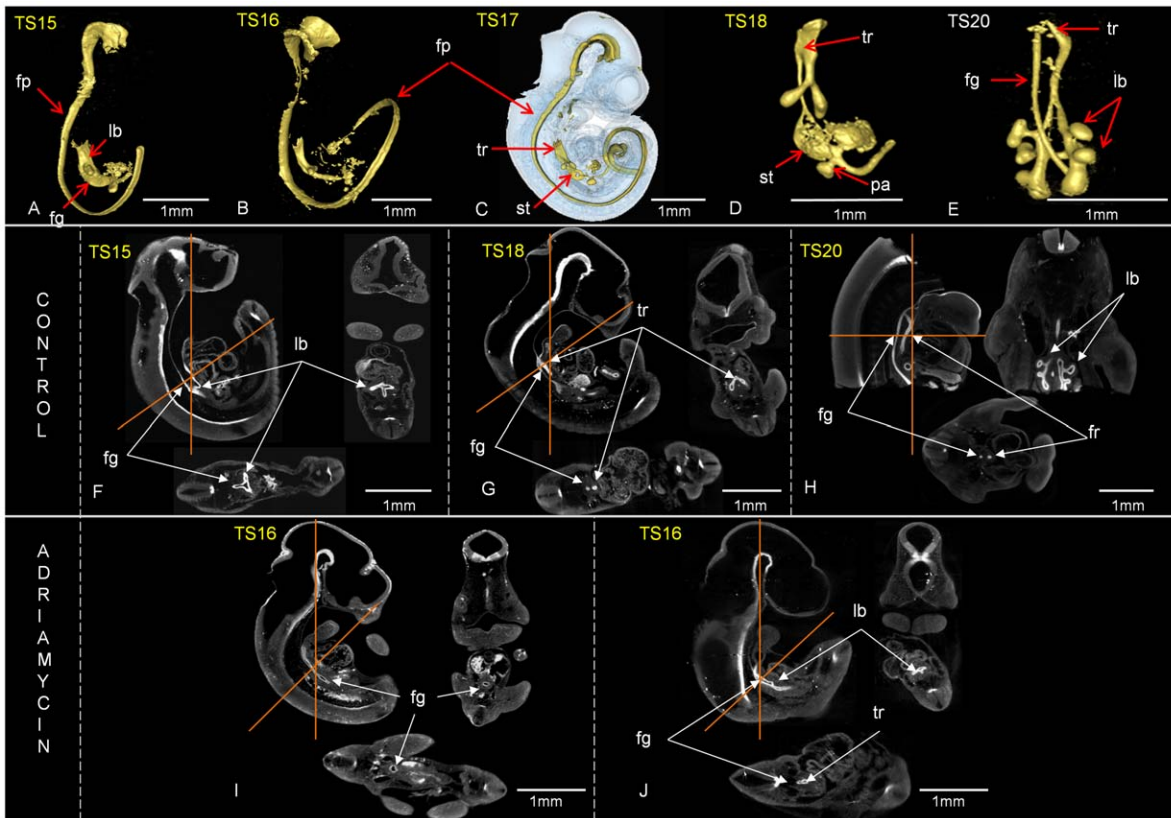 TS15
fp
lb
fg
A
1mm
TS16
fp
B
1mm
TS17
tr
st
C
1mm
TS18
tr
st
pa
D
1mm
TS20
tr
fg
lb
E
1mm
CONTROL
TS15
lb
fg
F
1mm
TS18
tr
fg
G
1mm
TS20
lb
fg
fr
H
1mm
ADRIAMYCIN
TS16
fg
I
1mm
TS16
lb
fg
tr
J
1mm